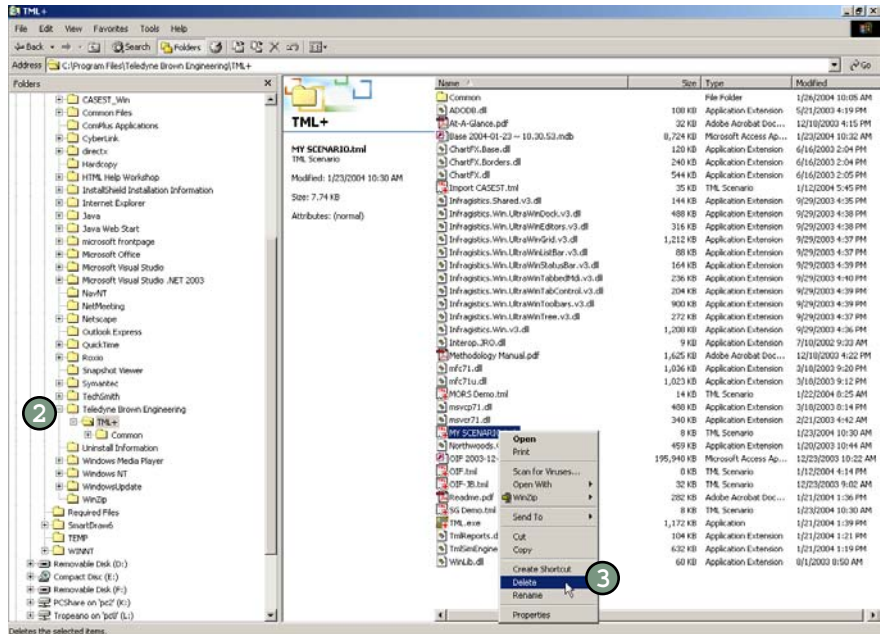 TML+
File Edit View Favorites Tools Help
Back Search Folders
Address C:\Program Files\Teledyne Brown Engineering\TML+ Go
Folders
CASEST_Win
Common Files
ComPlus Applications
CyberLink
directx
Hardcopy
HTML Help Workshop
InstallShield Installation Information
Internet Explorer
Java
Java Web Start
microsoft frontpage
Microsoft Office
Microsoft Visual Studio
Microsoft Visual Studio .NET 2003
NavNT
NetMeeting
Netscape
Outlook Express
QuickTime
Roxio
Snapshot Viewer
Symantec
TechSmith
2
Teledyne Brown Engineering
TML+
Common
Uninstall Information
Windows Media Player
Windows NT
WindowsUpdate
WinZip
Required Files
SmartDraw6
TEMP
WINNT
Removable Disk (D:)
Compact Disc (E:)
Removable Disk (F:)
PCShare on 'pc2' (K:)
Tropeano on (L:)
TML+
MY SCENARIO.tml
TML Scenario
Modified: 1/23/2004 10:30 AM
Size: 7.74 KB
Attributes: (normal)
Name Size Type Modified
Common File Folder 1/26/2004 10:05 AM
ADODB.dll 108 KB Application Extension 5/21/2003 4:19 PM
At-A-Glance.pdf 32 KB Adobe Acrobat Doc... 12/18/2003 4:15 PM
Base 2004-01-23 -- 10.30.53.mdb 8,724 KB Microsoft Access Ap... 1/23/2004 10:32 AM
ChartFX.Base.dll 120 KB Application Extension 6/16/2003 2:04 PM
ChartFX.Borders.dll 240 KB Application Extension 6/16/2003 2:04 PM
ChartFX.dll 544 KB Application Extension 6/16/2003 2:05 PM
Import CASEST.tml 35 KB TML Scenario 1/12/2004 5:45 PM
Infragistics.Shared.v3.dll 144 KB Application Extension 9/29/2003 4:35 PM
Infragistics.Win.UltraWinDock.v3.dll 488 KB Application Extension 9/29/2003 4:38 PM
Infragistics.Win.UltraWinEditors.v3.dll 316 KB Application Extension 9/29/2003 4:38 PM
Infragistics.Win.UltraWinGrid.v3.dll 1,212 KB Application Extension 9/29/2003 4:37 PM
Infragistics.Win.UltraWinListBar.v3.dll 88 KB Application Extension 9/29/2003 4:37 PM
Infragistics.Win.UltraWinStatusBar.v3.dll 164 KB Application Extension 9/29/2003 4:39 PM
Infragistics.Win.UltraWinTabbedMdi.v3.dll 236 KB Application Extension 9/29/2003 4:40 PM
Infragistics.Win.UltraWinTabControl.v3.dll 204 KB Application Extension 9/29/2003 4:39 PM
Infragistics.Win.UltraWinToolbars.v3.dll 900 KB Application Extension 9/29/2003 4:39 PM
Infragistics.Win.UltraWinTree.v3.dll 272 KB Application Extension 9/29/2003 4:37 PM
Infragistics.Win.v3.dll 1,208 KB Application Extension 9/29/2003 4:36 PM
Interop.JRO.dll 9 KB Application Extension 7/10/2002 9:33 AM
Methodology Manual.pdf 1,625 KB Adobe Acrobat Doc... 12/18/2003 4:22 PM
mfc71.dll 1,036 KB Application Extension 3/18/2003 9:20 PM
mfc71u.dll 1,023 KB Application Extension 3/18/2003 9:12 PM
MORS Demo.tml 14 KB TML Scenario 1/22/2004 8:25 AM
msvcp71.dll 488 KB Application Extension 3/18/2003 8:14 PM
msvcr71.dll 340 KB Application Extension 2/21/2003 4:42 AM
MY SCENARIO 8 KB TML Scenario 1/23/2004 10:30 AM
Northwoods. 459 KB Application Extension 1/20/2003 10:44 AM
OIF 2003-12- 195,940 KB Microsoft Access Ap... 12/23/2003 10:22 AM
OIF.tml 0 KB TML Scenario 1/12/2004 4:14 PM
OIF-JB.tml 32 KB TML Scenario 12/23/2003 9:02 AM
Readme.pdf 282 KB Adobe Acrobat Doc... 1/21/2004 1:36 PM
SG Demo.tml 8 KB TML Scenario 1/23/2004 10:30 AM
TML.exe 1,172 KB Application 1/21/2004 1:39 PM
TmlReports.d 104 KB Application Extension 1/21/2004 1:21 PM
TmlSimEngine 632 KB Application Extension 1/21/2004 1:19 PM
WinLib.dll 60 KB Application Extension 8/1/2003 8:50 AM
Open
Print
Scan for Viruses...
Open With
WinZip
Send To
Cut
Copy
Create Shortcut
Delete
3
Rename
Properties
Deletes the selected items.